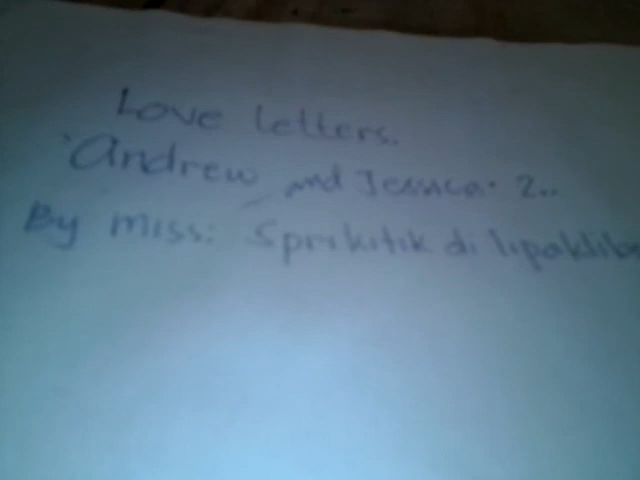 Love letters.
Andrew and Jessica. 2..
By Miss: Sprikitik di